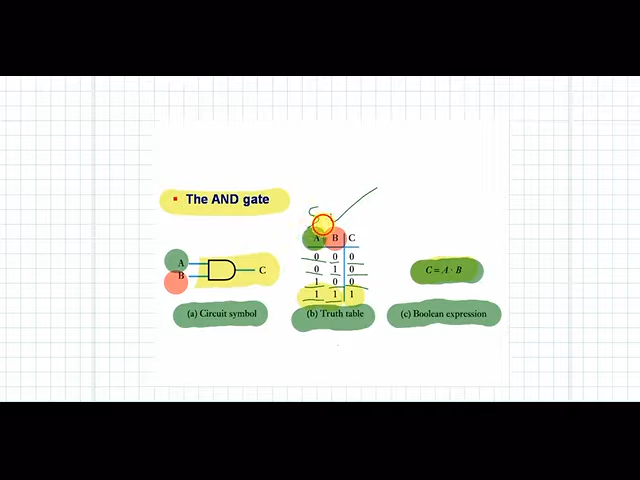 The AND gate
A B C
0 0 0
0 1 0
1 0 0
1 1 1
A
B
C
C = A · B
(a) Circuit symbol
(b) Truth table
(c) Boolean expression